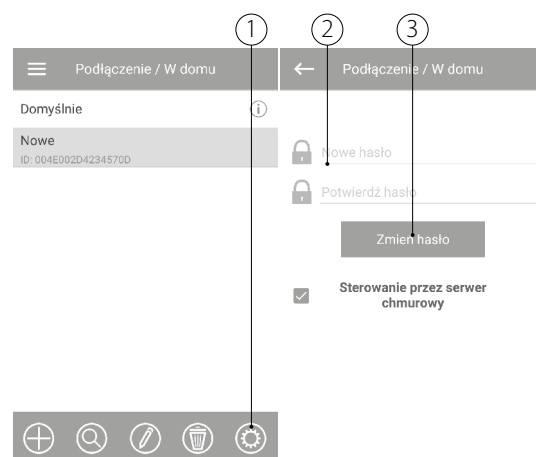 1
2
3
Podłączenie / W domu
Domyślnie
Nowe
ID: 004E002D4234570D
Podłączenie / W domu
Nowe hasło
Potwierdź hasło
Zmień hasło
Sterowanie przez serwer
chmurowy